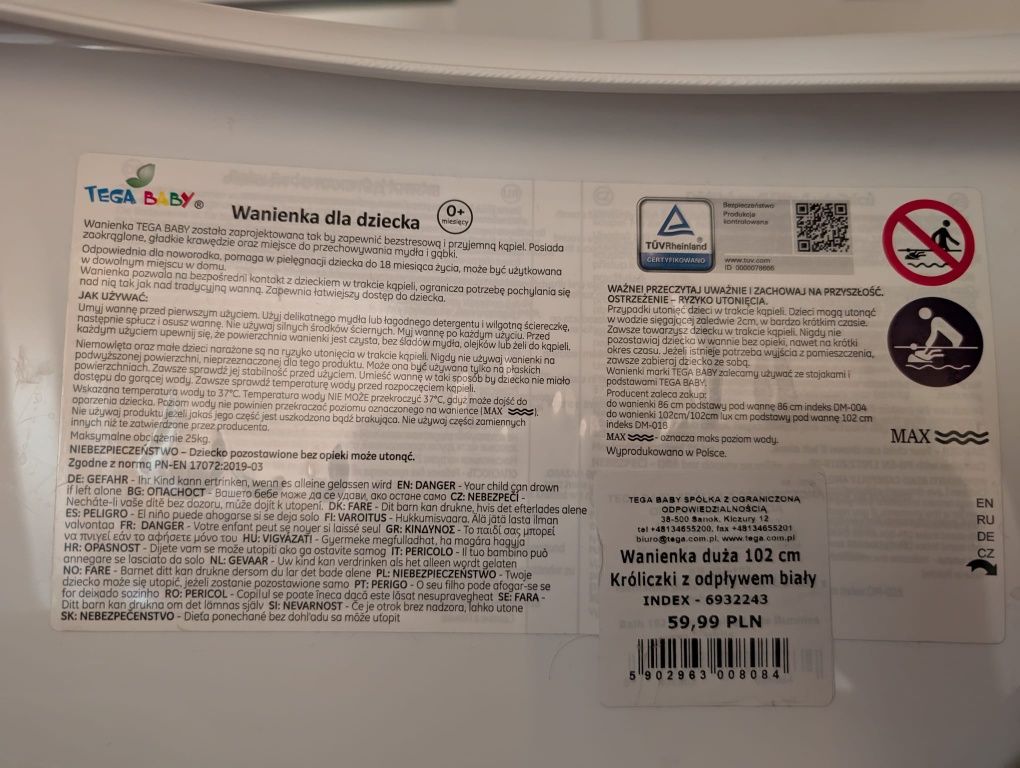 TEGA BABY®
Wanienka dla dziecka
0+
miesięcy
Wanienka TEGA BABY została zaprojektowana tak by zapewnić bezstresową i przyjemną kąpiel. Posiada
zaokrąglone, gładkie krawędzie oraz miejsce do przechowywania mydła i gąbki.
Odpowiednia dla noworodka, pomaga w pielęgnacji dziecka do 18 miesiąca życia, może być użytkowana
w dowolnym miejscu w domu.
Wanienka pozwala na bezpośredni kontakt z dzieckiem w trakcie kąpieli, ogranicza potrzebę pochylania się
nad nią tak jak nad tradycyjną wanną. Zapewnia łatwiejszy dostęp do dziecka.
JAK UŻYWAĆ:
Umyj wannę przed pierwszym użyciem. Użyj delikatnego mydła lub łagodnego detergentu i wilgotną ściereczkę,
następnie spłucz i osusz wannę. Nie używaj silnych środków ściernych. Myj wannę po każdym użyciu. Przed
każdym użyciem upewnij się, że powierzchnia wanienki jest czysta, bez śladów mydła, olejków lub żeli do kąpieli.
Niemowlęta oraz małe dzieci narażone są na ryzyko utonięcia w trakcie kąpieli. Nigdy nie używaj wanienki na
podwyższonej powierzchni, nieprzeznaczonej dla tego produktu. Może ona być używana tylko na płaskich
powierzchniach. Zawsze sprawdź jej stabilność przed użyciem. Umieść wannę w taki sposób by dziecko nie miało
dostępu do gorącej wody. Zawsze sprawdź temperaturę wody przed rozpoczęciem kąpieli.
Wskazana temperatura wody to 37°C. Temperatura wody NIE MOŻE przekroczyć 37°C, gdyż może dojść do
oparzenia dziecka. Poziom wody nie powinien przekraczać poziomu oznaczonego na wanience (MAX ).
Nie używaj produktu jeżeli jakaś jego część jest uszkodzona bądź brakująca. Nie używaj części zamiennych
innych niż te zatwierdzone przez producenta.
Maksymalne obciążenie 25kg.
NIEBEZPIECZEŃSTWO – Dziecko pozostawione bez opieki może utonąć.
Zgodne z normą PN-EN 17072:2019-03
DE: GEFAHR - Ihr Kind kann ertrinken, wenn es alleine gelassen wird EN: DANGER - Your child can drown
if left alone BG: ОПАСНОСТ - Вашето бебе може да се удави, ако остане само CZ: NEBEZPEČÍ -
Necháte-li vaše dítě bez dozoru, může dojít k utopení. DK: FARE - Dit barn kan drukne, hvis det efterlades alene
ES: PELIGRO - El niño puede ahogarse si se deja solo FI: VAROITUS - Hukkumisvaara. Älä jätä lasta ilman
valvontaa FR: DANGER - Votre enfant peut se noyer si laissé seul GR: ΚΙΝΔΥΝΟΣ - Το παιδί σας μπορεί
να πνιγεί εάν το αφήσετε μόνο του HU: VIGYÁZAT! - Gyermeke megfulladhat, ha magára hagyja
HR: OPASNOST - Dijete vam se može utopiti ako ga ostavite samog IT: PERICOLO - Il tuo bambino può
annegare se lasciato da solo NL: GEVAAR - Uw kind kan verdrinken als het alleen wordt gelaten
NO: FARE - Barnet ditt kan drukne dersom du lar det bade alene PL: NIEBEZPIECZEŃSTWO - Twoje
dziecko może się utopić, jeżeli zostanie pozostawione samo PT: PERIGO - O seu filho pode afogar-se se
for deixado sozinho RO: PERICOL - Copilul se poate îneca dacă este lăsat nesupravegheat SE: FARA -
Ditt barn kan drukna om det lämnas själv SI: NEVARNOST - Če je otrok brez nadzora, lahko utone
SK: NEBEZPEČENSTVO - Dieťa ponechané bez dohľadu sa môže utopiť
TÜVRheinland
CERTYFIKOWANO
Bezpieczeństwo
Produkcja
kontrolowana
www.tuv.com
ID 0000078666
WAŻNE! PRZECZYTAJ UWAŻNIE I ZACHOWAJ NA PRZYSZŁOŚĆ.
OSTRZEŻENIE – RYZYKO UTONIĘCIA.
Przypadki utonięć dzieci w trakcie kąpieli. Dzieci mogą utonąć
w wodzie sięgającej zaledwie 2cm, w bardzo krótkim czasie.
Zawsze towarzysz dziecku w trakcie kąpieli. Nigdy nie
pozostawiaj dziecka w wannie bez opieki, nawet na krótki
okres czasu. Jeżeli istnieje potrzeba wyjścia z pomieszczenia,
zawsze zabierz dziecko ze sobą.
Wanienki marki TEGA BABY zalecamy używać ze stojakami i
podstawami TEGA BABY.
Producent zaleca zakup:
do wanienki 86 cm podstawy pod wannę 86 cm indeks DM-004
do wanienki 102cm/102cm lux cm podstawy pod wannę 102 cm
indeks DM-016
MAX - oznacza maks poziom wody.
Wyprodukowano w Polsce.
MAX
EN
RU
DE
CZ
TEGA BABY SPÓŁKA Z OGRANICZONĄ
ODPOWIEDZIALNOŚCIĄ
38-500 Sanok, Kiczury 12
tel +48134655200, fax +48134655201
biuro@tega.com.pl, www.tega.com.pl
Wanienka duża 102 cm
Króliczki z odpływem biały
INDEX - 6932243
59,99 PLN
5 902963 008084